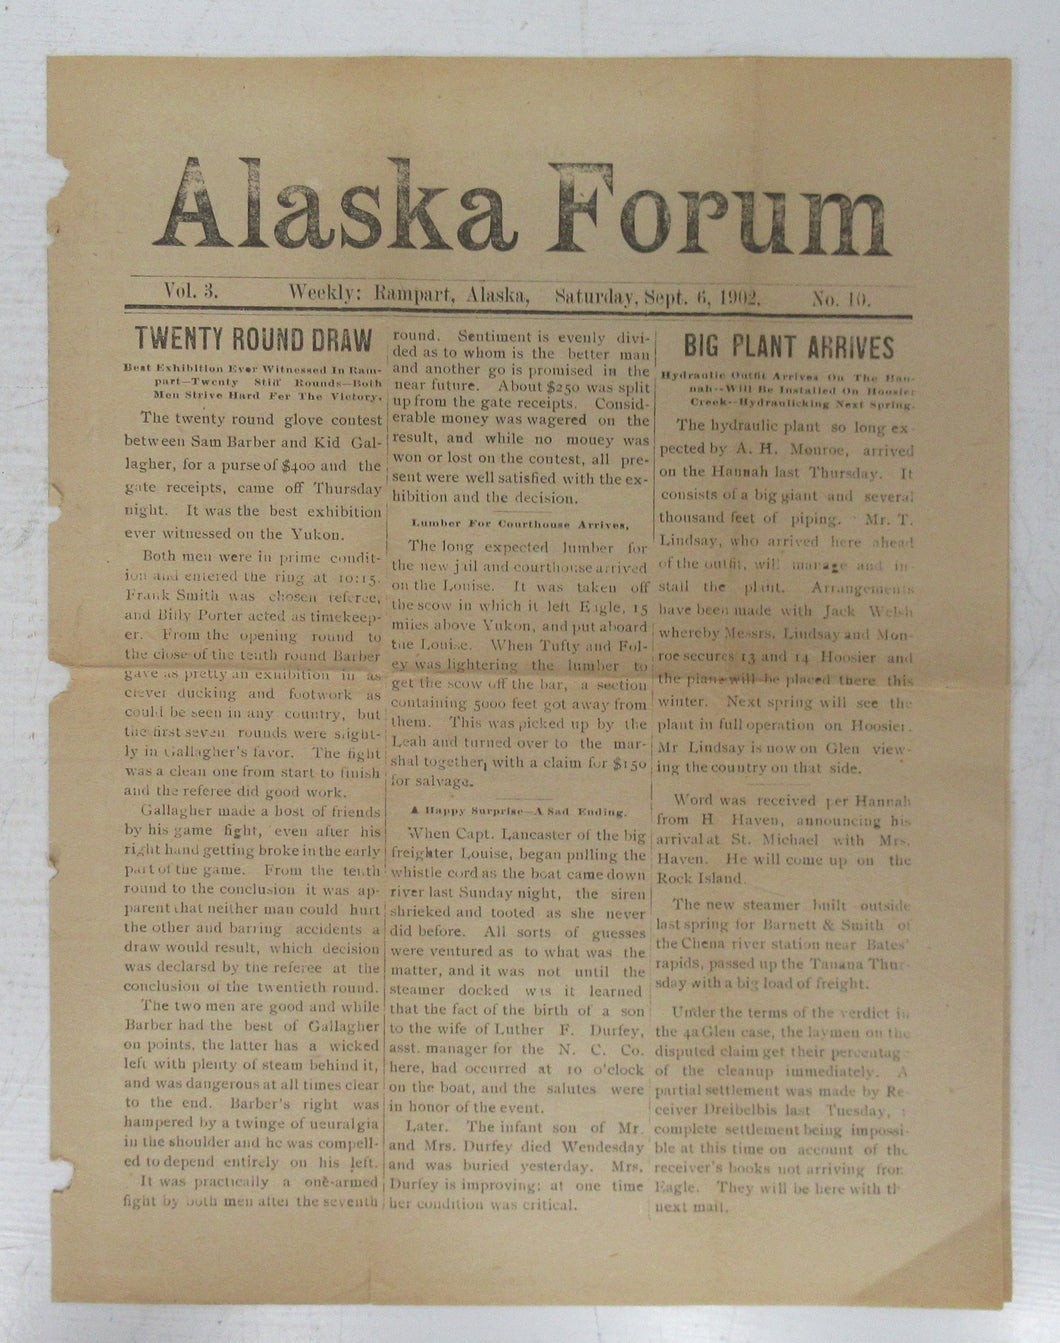 Alaska Forum
Vol. 3. Weekly: Rampart, Alaska, Saturday, Sept. 6, 1902. No. 10.
TWENTY ROUND DRAW
Best Exhibition Ever Witnessed In Ram-
part—Twenty Stiff Rounds—Both
Men Strive Hard For The Victory.
The twenty round glove contest
between Sam Barber and Kid Gal-
lagher, for a purse of $400 and the
gate receipts, came off Thursday
night. It was the best exhibition
ever witnessed on the Yukon.
Both men were in prime condit-
ion and entered the ring at 10:15.
Frank Smith was chosen referee,
and Billy Porter acted as timekeep-
er. From the opening round to
the close of the tenth round Barber
gave as pretty an exhibition in as
clever ducking and footwork as
could be seen in any country, but
the first seven rounds were slight-
ly in Gallagher's favor. The fight
was a clean one from start to finish
and the referee did good work.
Gallagher made a host of friends
by his game fight, even after his
right hand getting broke in the early
part of the game. From the tenth
round to the conclusion it was ap-
parent that neither man could hurt
the other and barring accidents a
draw would result, which decision
was declarsd by the referee at the
conclusion of the twentieth round.
The two men are good and while
Barber had the best of Gallagher
on points, the latter has a wicked
left with plenty of steam behind it,
and was dangerous at all times clear
to the end. Barber's right was
hampered by a twinge of neuralgia
in the shoulder and he was compell-
ed to depend entirely on his left.
It was practically a one-armed
fight by both men after the seventh
round. Sentiment is evenly divi-
ded as to whom is the better man
and another go is promised in the
near future. About $250 was split
up from the gate receipts. Consid-
erable money was wagered on the
result, and while no money was
won or lost on the contest, all pre-
sent were well satisfied with the ex-
hibition and the decision.
Lumber For Courthouse Arrives,
The long expected lumber for
the new jail and courthouse arrived
on the Louise. It was taken off
the scow in which it left Eagle, 15
miles above Yukon, and put aboard
the Louise. When Tufty and Fol-
ey was lightering the lumber to
get the scow off the bar, a section
containing 5000 feet got away from
them. This was picked up by the
Leah and turned over to the mar-
shal together, with a claim for $150
for salvage.
A Happy Surprise—A Sad Ending.
When Capt. Lancaster of the big
freighter Louise, began pulling the
whistle cord as the boat came down
river last Sunday night, the siren
shrieked and tooted as she never
did before. All sorts of guesses
were ventured as to what was the
matter, and it was not until the
steamer docked was it learned
that the fact of the birth of a son
to the wife of Luther F. Durfey,
asst. manager for the N. C. Co.
here, had occurred at 10 o'clock
on the boat, and the salutes were
in honor of the event.
Later. The infant son of Mr.
and Mrs. Durfey died Wendesday
and was buried yesterday. Mrs.
Durfey is improving; at one time
her condition was critical.
BIG PLANT ARRIVES
Hydraulic Outfit Arrives On The Han-
nah--Will Be Installed On Hoosier
Creek--Hydraulicking Next Spring.
The hydraulic plant so long ex-
pected by A. H. Monroe, arrived
on the Hannah last Thursday. It
consists of a big giant and several
thousand feet of piping. Mr. T.
Lindsay, who arrived here ahead
of the outfit, will manage and in
stall the plant. Arrangements
have been made with Jack Welsh
whereby Messrs. Lindsay and Mon-
roe secures 13 and 14 Hoosier and
the plane will be placed there this
winter. Next spring will see the
plant in full operation on Hoosier.
Mr Lindsay is now on Glen view-
ing the country on that side.
Word was received per Hannah
from H Haven, announcing his
arrival at St. Michael with Mrs.
Haven. He will come up on the
Rock Island.
The new steamer built outside
last spring for Barnett & Smith of
the Chena river station near Bates'
rapids, passed up the Tanana Thur-
sday with a big load of freight.
Under the terms of the verdict in
the 4a Glen case, the laymen on the
disputed claim get their percentag
of the cleanup immediately. A
partial settlement was made by Re-
ceiver Dreibelbis last Tuesday,
complete settlement being impossi-
ble at this time on account of the
receiver's books not arriving from
Eagle. They will be here with th
next mail.